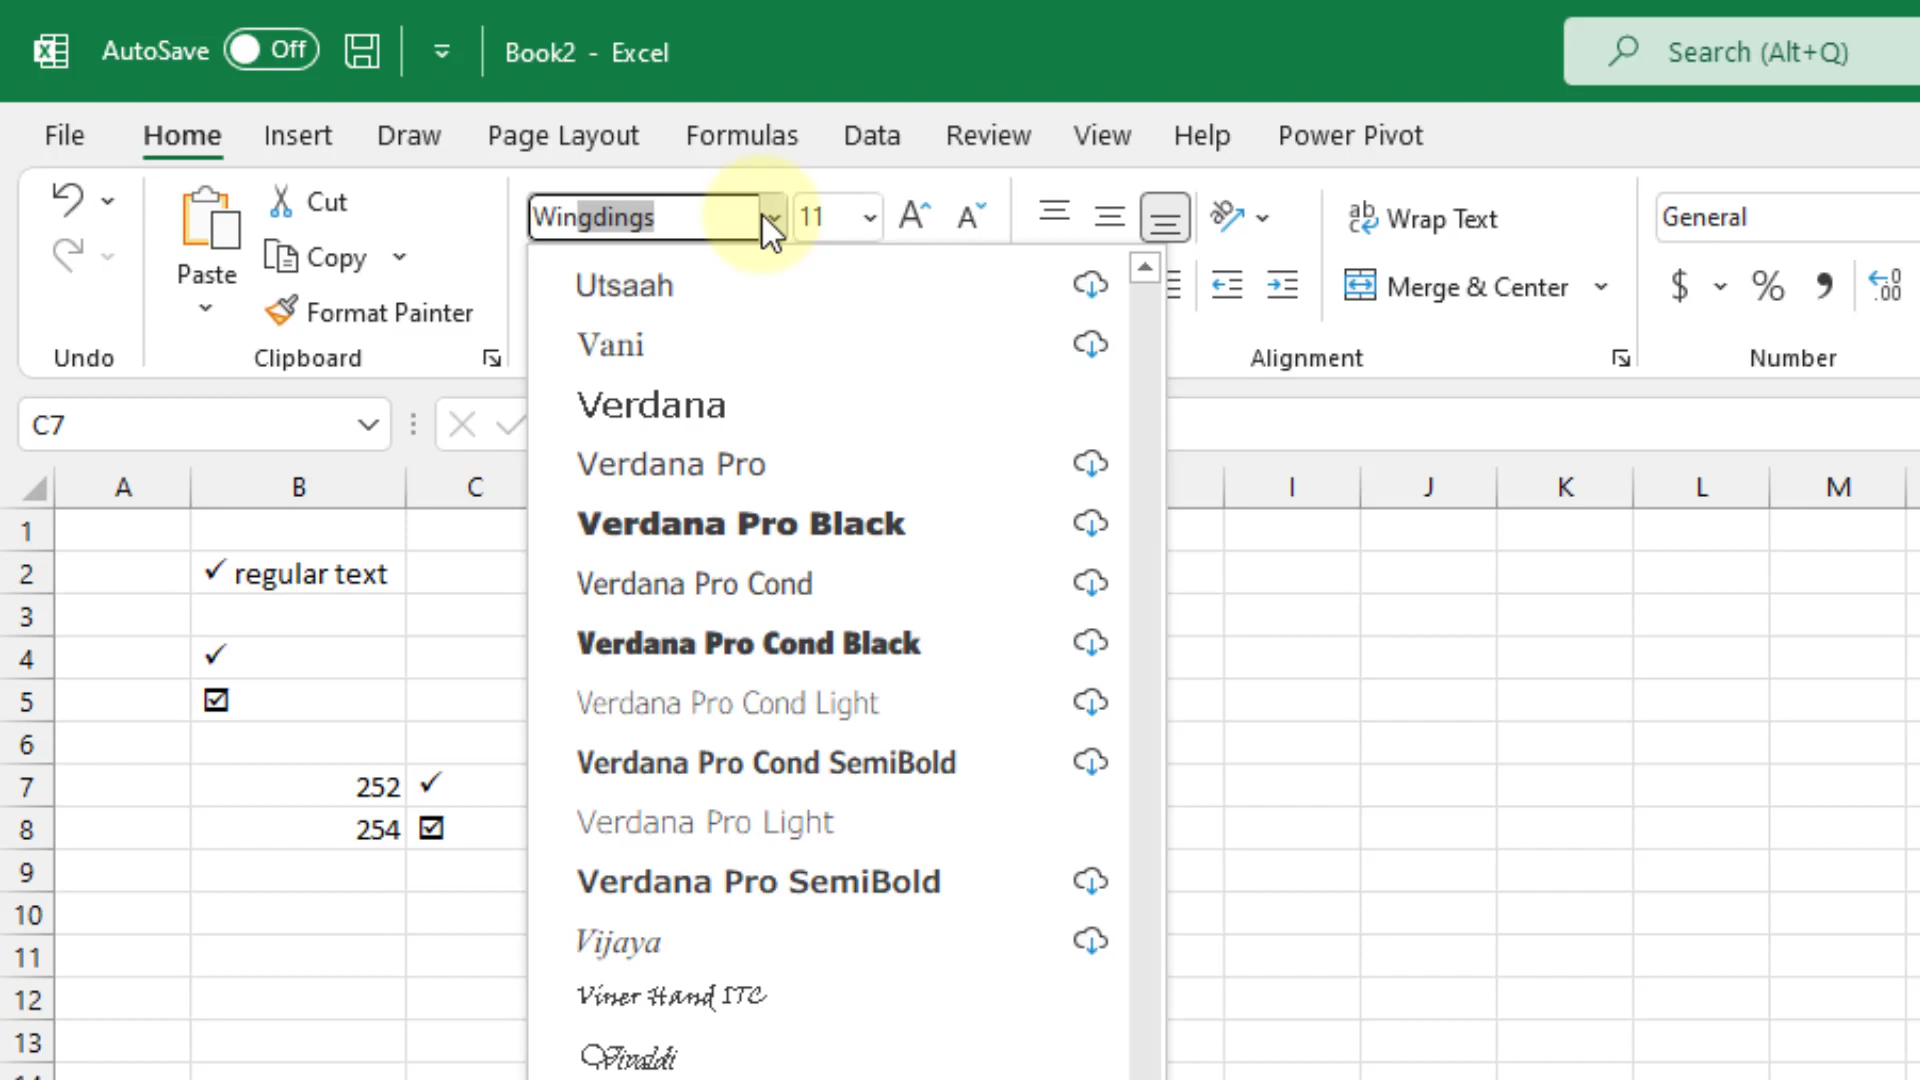 AutoSave Off Book2 - Excel Search (Alt+Q)
File Home Insert Draw Page Layout Formulas Data Review View Help Power Pivot
Paste
Cut
Copy
Format Painter
Wingdings 11
ab Wrap Text
Merge & Center
General
$ % , .00
Undo Clipboard Alignment Number
C7
Utsaah
Vani
Verdana
Verdana Pro
Verdana Pro Black
Verdana Pro Cond
Verdana Pro Cond Black
Verdana Pro Cond Light
Verdana Pro Cond SemiBold
Verdana Pro Light
Verdana Pro SemiBold
Vijaya
Viner Hand ITC
Vivaldi
A B C I J K L M
1
2 ✓ regular text
3
4 ✓
5 ☑
6
7 252 ✓
8 254 ☑
9
10
11
12
13